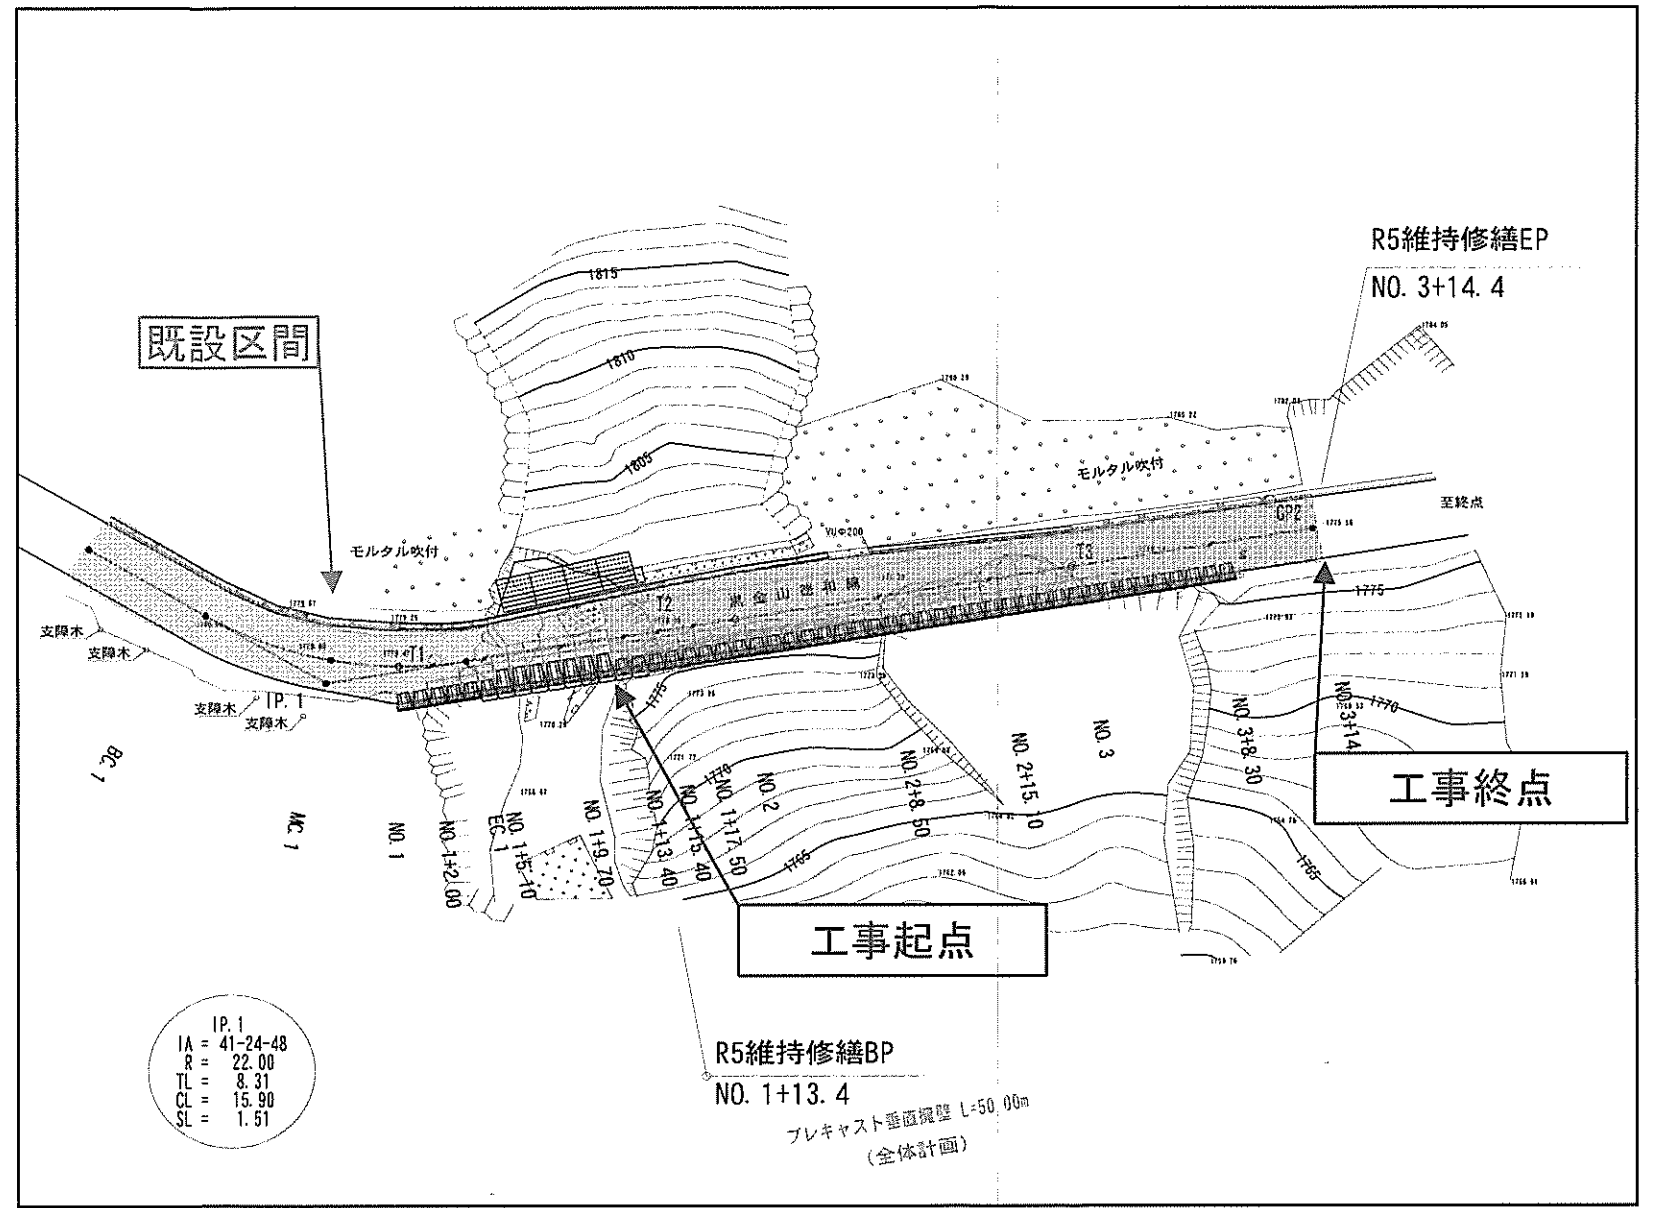 R5維持修繕EP
NO. 3+14. 4
既設区間
1815
1810
1805
モルタル吹付
モルタル吹付
至終点
VUφ200
CP2
T3
T2
T1
支障木
支障木
支障木
支障木
IP. 1
1775
1775
1770
1770
1765
1765
BC. 1
MC. 1
NO. 1
NO. 1+2. 00
EC. 1
NO. 1+5. 10
NO. 1+9. 70
NO. 1+13. 40
NO. 1+15. 40
NO. 1+17. 50
NO. 2
NO. 2+8. 50
NO. 2+15. 10
NO. 3
NO. 3+8. 30
NO. 3+14
工事終点
工事起点
IP. 1
IA = 41-24-48
R = 22. 00
TL = 8. 31
CL = 15. 90
SL = 1. 51
R5維持修繕BP
NO. 1+13. 4
プレキャスト垂直擁壁 L=50. 00m
(全体計画)